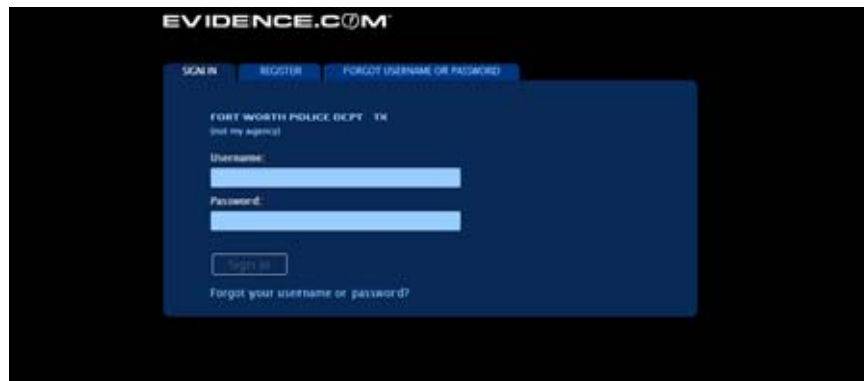 EVIDENCE.COM
SIGN IN REGISTER FORGOT USERNAME OR PASSWORD
FORT WORTH POLICE DEPT TX
(not my agency)
Username:
Password:
Sign In
Forgot your username or password?